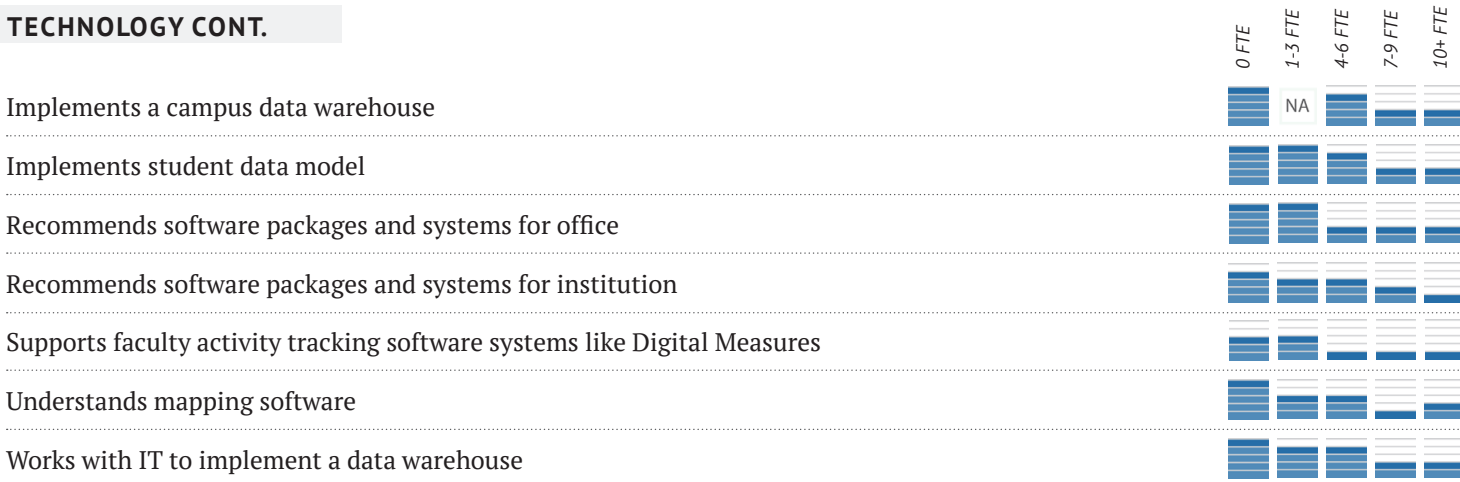 TECHNOLOGY CONT.
0 FTE
1-3 FTE
4-6 FTE
7-9 FTE
10+ FTE
Implements a campus data warehouse
NA
Implements student data model
Recommends software packages and systems for office
Recommends software packages and systems for institution
Supports faculty activity tracking software systems like Digital Measures
Understands mapping software
Works with IT to implement a data warehouse